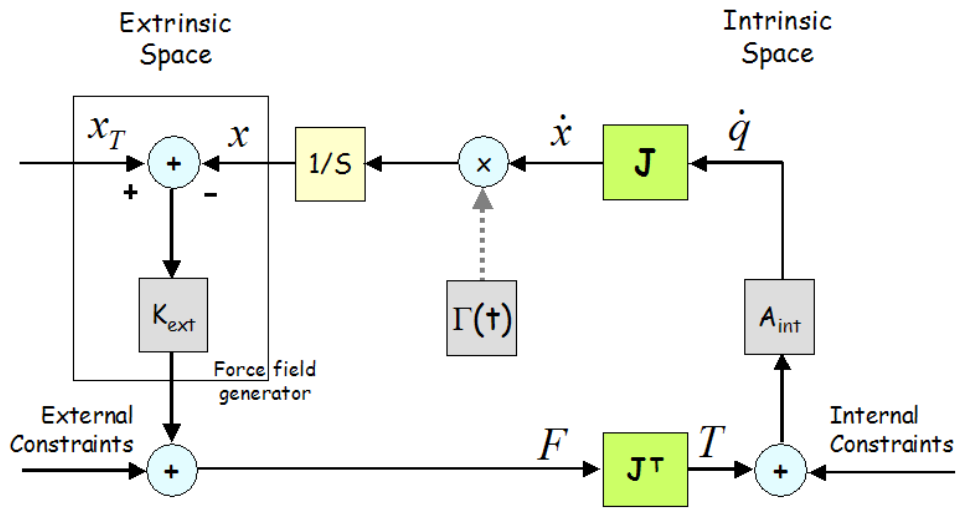 Extrinsic
Space
Intrinsic
Space
x_T
+
x
1/S
×
ẋ
J
q̇
+
-
K_ext
Γ(t)
A_int
Force field
generator
External
Constraints
+
F
J^T
T
+
Internal
Constraints